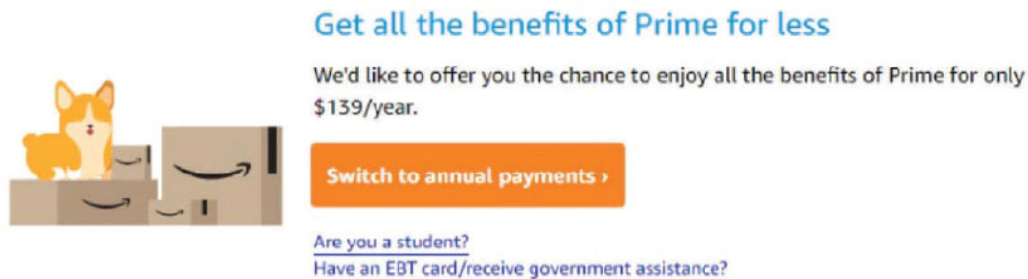 Get all the benefits of Prime for less
We'd like to offer you the chance to enjoy all the benefits of Prime for only
$139/year.
Switch to annual payments ›
Are you a student?
Have an EBT card/receive government assistance?